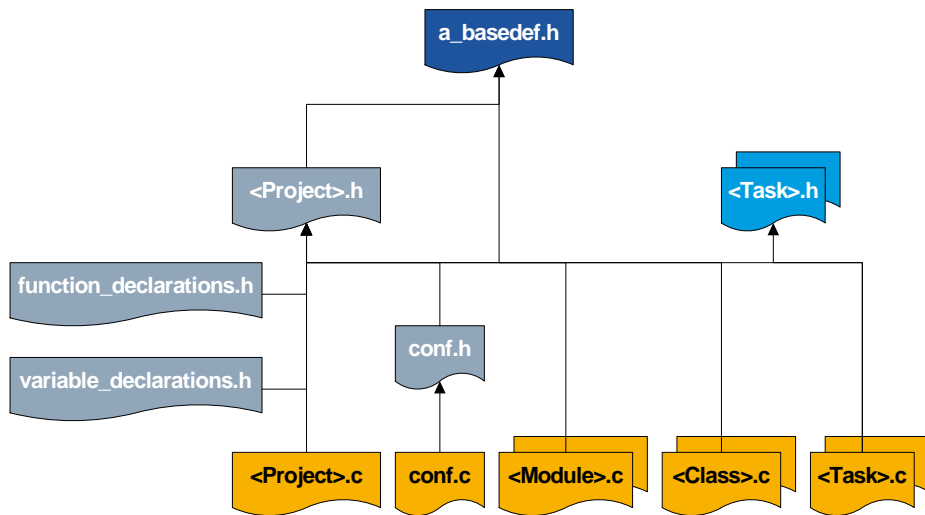 a_basedef.h
<Project>.h
<Task>.h
function_declarations.h
conf.h
variable_declarations.h
<Project>.c
conf.c
<Module>.c
<Class>.c
<Task>.c